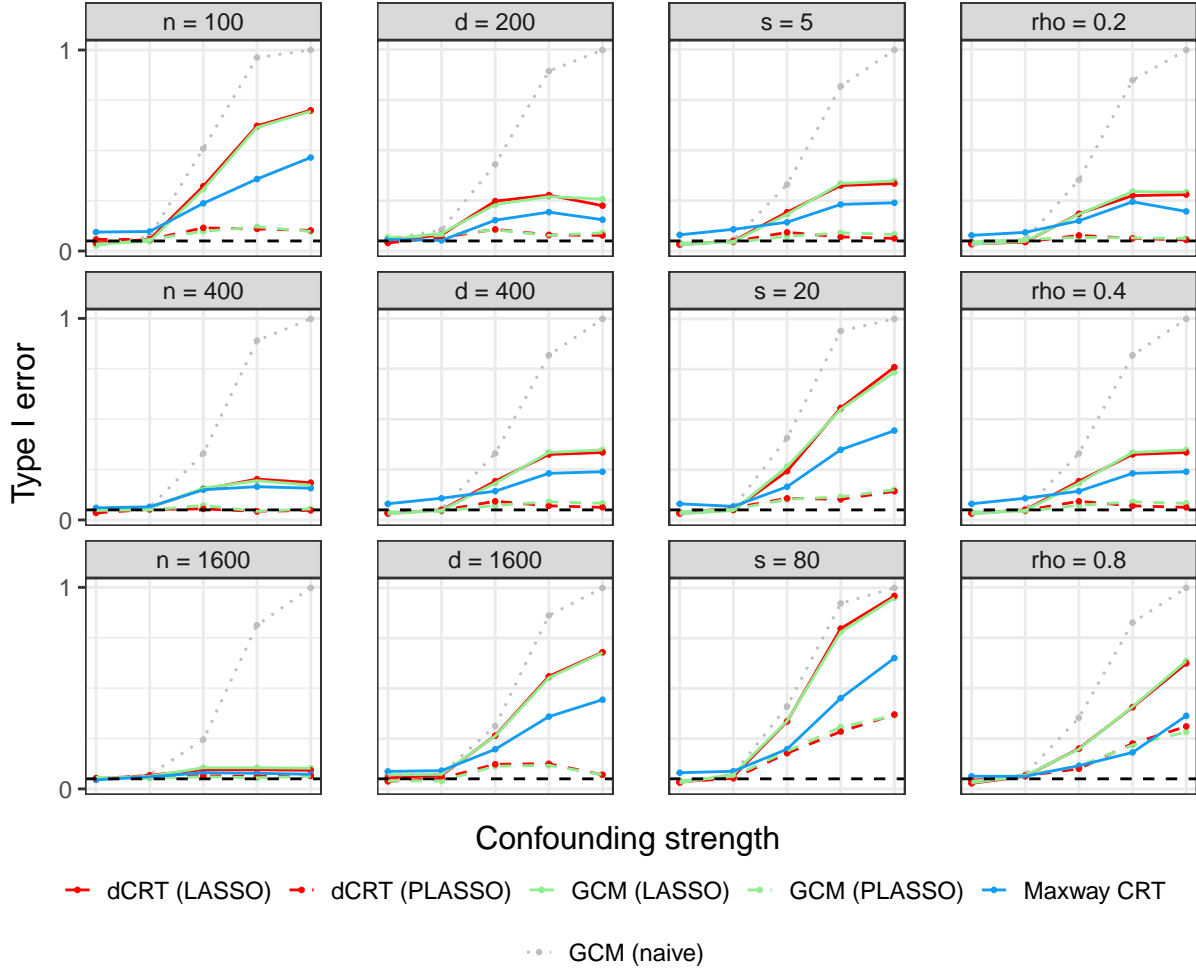 n = 100
d = 200
s = 5
rho = 0.2
1
0
n = 400
d = 400
s = 20
rho = 0.4
1
0
n = 1600
d = 1600
s = 80
rho = 0.8
1
0
Type I error
Confounding strength
dCRT (LASSO)
dCRT (PLASSO)
GCM (LASSO)
GCM (PLASSO)
Maxway CRT
GCM (naive)